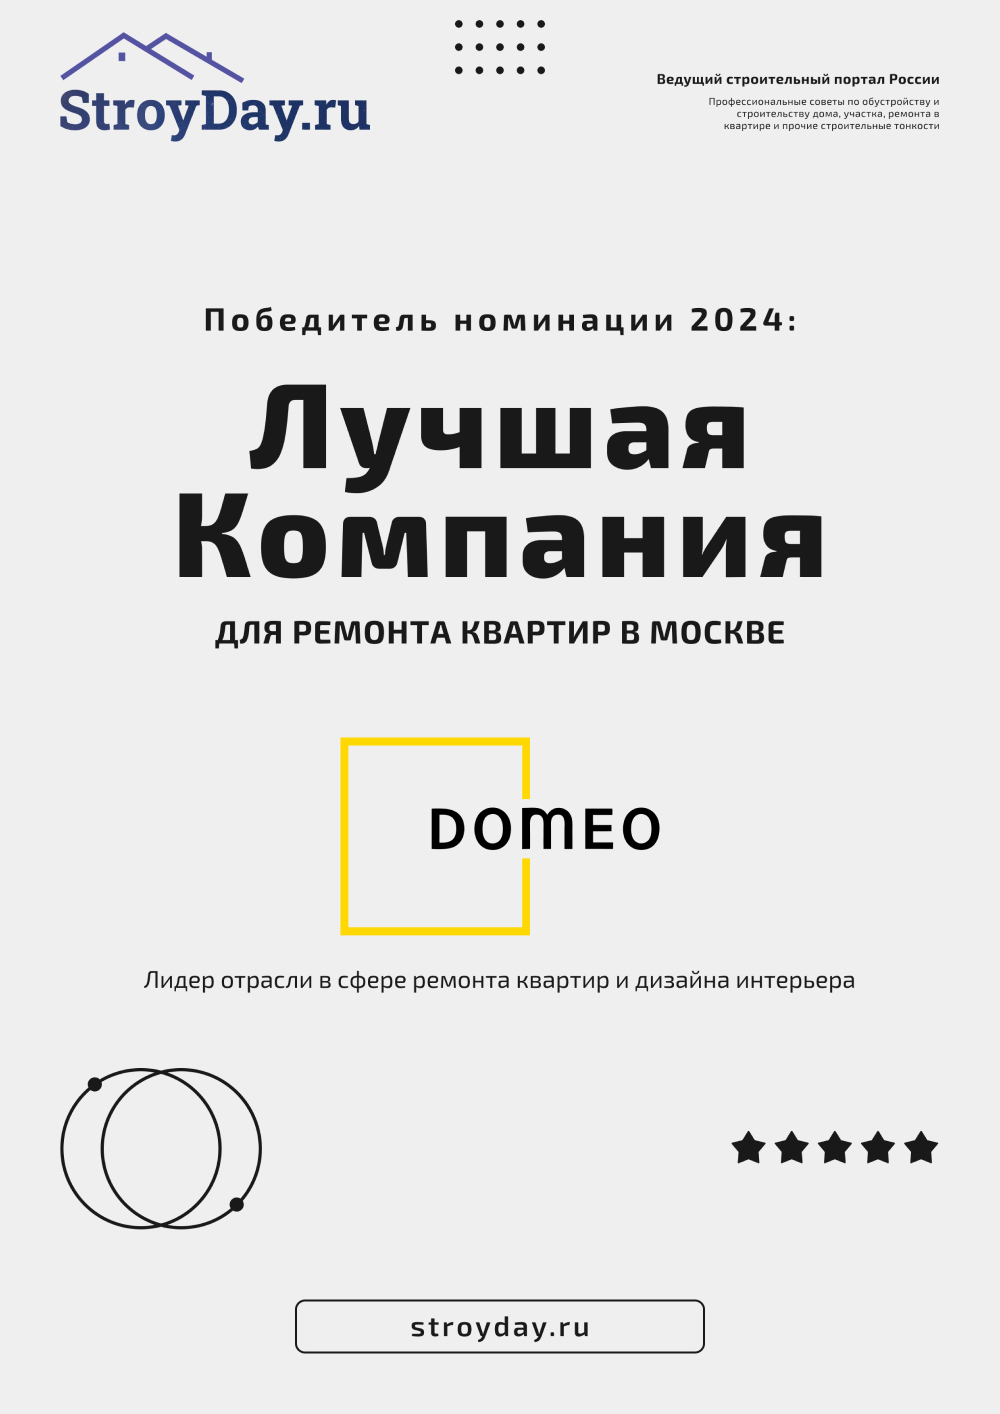 StroyDay.ru
Ведущий строительный портал России
Профессиональные советы по обустройству и
строительству дома, участка, ремонта в
квартире и прочие строительные тонкости
Победитель номинации 2024:
Лучшая
Компания
ДЛЯ РЕМОНТА КВАРТИР В МОСКВЕ
DOMEO
Лидер отрасли в сфере ремонта квартир и дизайна интерьера
stroyday.ru